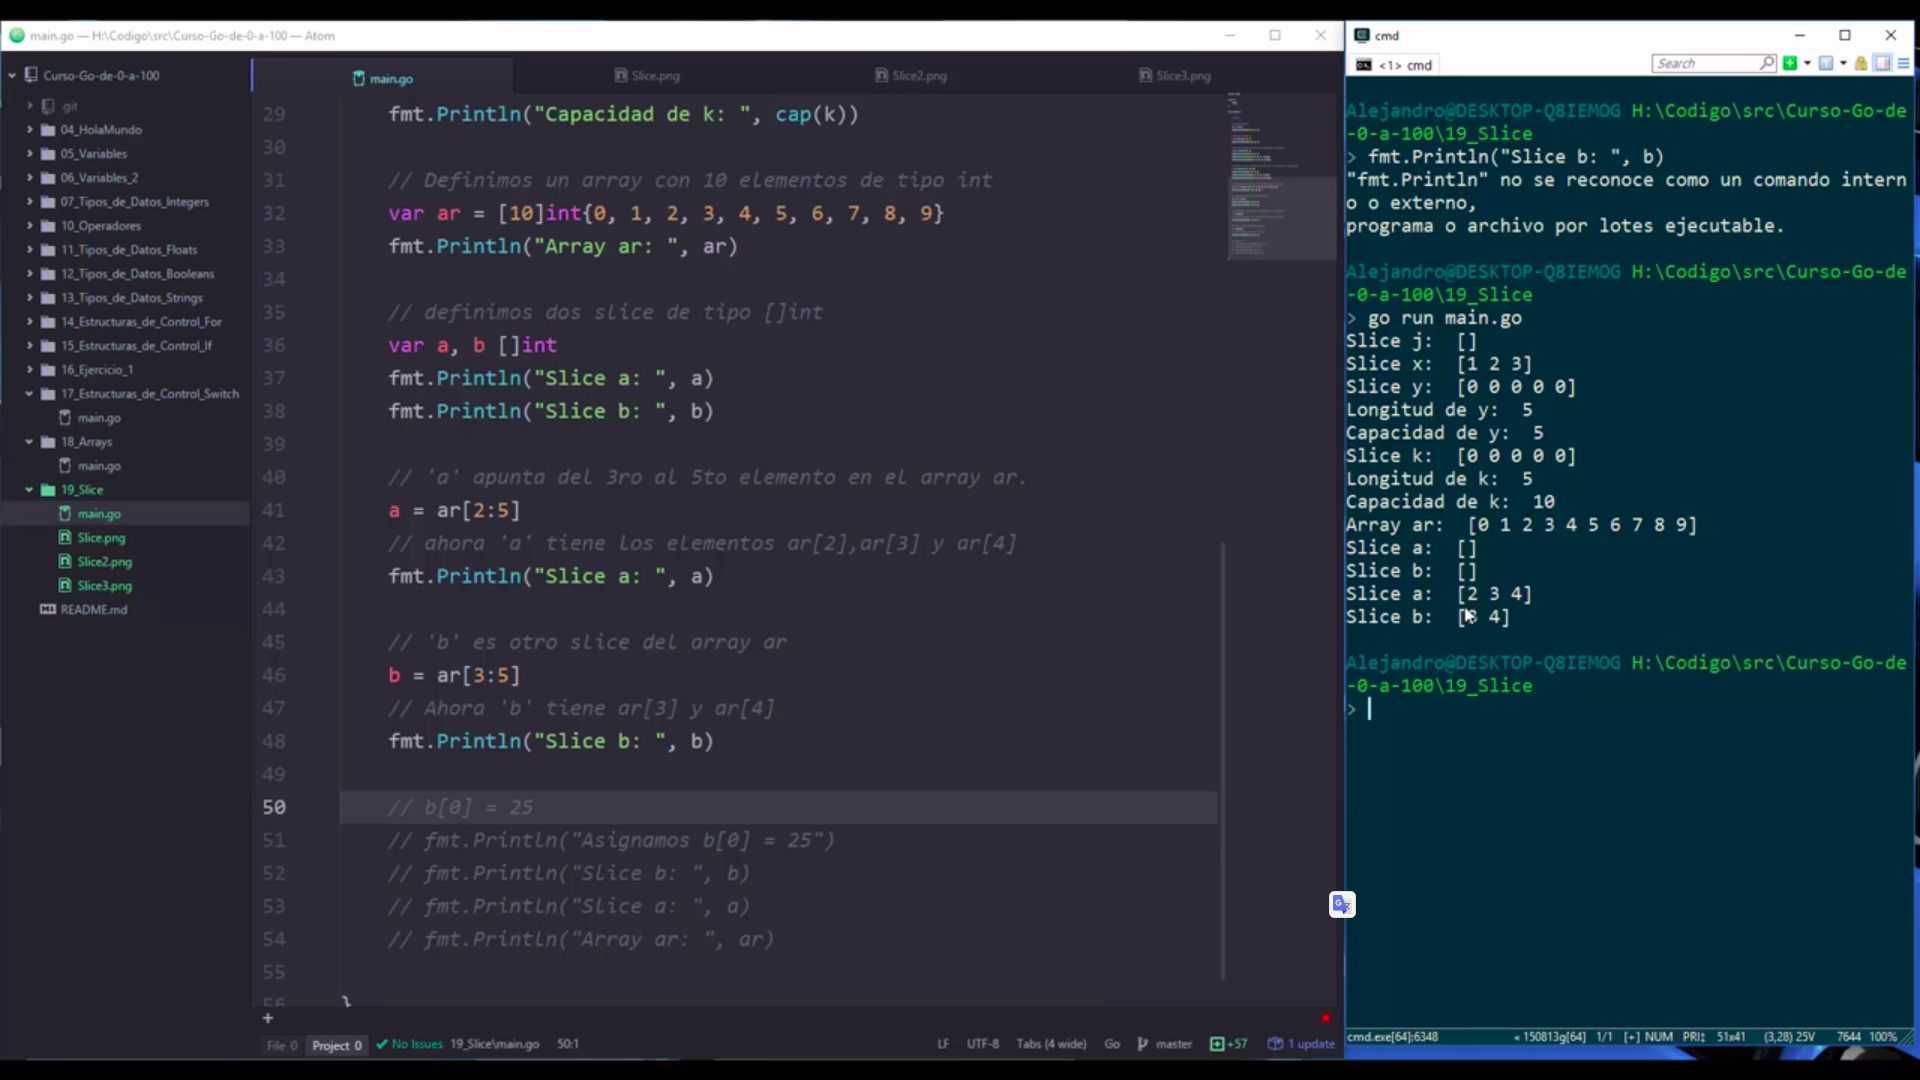 main.go — H:\Codigo\src\Curso-Go-de-0-a-100 — Atom
Curso-Go-de-0-a-100
.git
04_HolaMundo
05_Variables
06_Variables_2
07_Tipos_de_Datos_Integers
10_Operadores
11_Tipos_de_Datos_Floats
12_Tipos_de_Datos_Booleans
13_Tipos_de_Datos_Strings
14_Estructuras_de_Control_For
15_Estructuras_de_Control_If
16_Ejercicio_1
17_Estructuras_de_Control_Switch
main.go
18_Arrays
main.go
19_Slice
main.go
Slice.png
Slice2.png
Slice3.png
README.md
main.go Slice.png Slice2.png Slice3.png
29 fmt.Println("Capacidad de k: ", cap(k))
30
31 // Definimos un array con 10 elementos de tipo int
32 var ar = [10]int{0, 1, 2, 3, 4, 5, 6, 7, 8, 9}
33 fmt.Println("Array ar: ", ar)
34
35 // definimos dos slice de tipo []int
36 var a, b []int
37 fmt.Println("Slice a: ", a)
38 fmt.Println("Slice b: ", b)
39
40 // 'a' apunta del 3ro al 5to elemento en el array ar.
41 a = ar[2:5]
42 // ahora 'a' tiene los elementos ar[2],ar[3] y ar[4]
43 fmt.Println("Slice a: ", a)
44
45 // 'b' es otro slice del array ar
46 b = ar[3:5]
47 // Ahora 'b' tiene ar[3] y ar[4]
48 fmt.Println("Slice b: ", b)
49
50 // b[0] = 25
51 // fmt.Println("Asignamos b[0] = 25")
52 // fmt.Println("Slice b: ", b)
53 // fmt.Println("Slice a: ", a)
54 // fmt.Println("Array ar: ", ar)
55
56 }
+
File 0 Project 0 No Issues 19_Slice\main.go 50:1 LF UTF-8 Tabs (4 wide) Go master +57 1 update
cmd
<1> cmd Search
Alejandro@DESKTOP-Q8IEMOG H:\Codigo\src\Curso-Go-de
-0-a-100\19_Slice
> fmt.Println("Slice b: ", b)
"fmt.Println" no se reconoce como un comando intern
o o externo,
programa o archivo por lotes ejecutable.
Alejandro@DESKTOP-Q8IEMOG H:\Codigo\src\Curso-Go-de
-0-a-100\19_Slice
> go run main.go
Slice j:  []
Slice x:  [1 2 3]
Slice y:  [0 0 0 0 0]
Longitud de y:  5
Capacidad de y:  5
Slice k:  [0 0 0 0 0]
Longitud de k:  5
Capacidad de k:  10
Array ar:  [0 1 2 3 4 5 6 7 8 9]
Slice a:  []
Slice b:  []
Slice a:  [2 3 4]
Slice b:  [3 4]
Alejandro@DESKTOP-Q8IEMOG H:\Codigo\src\Curso-Go-de
-0-a-100\19_Slice
>
cmd.exe[64]:6348 « 150813g[64] 1/1 [+] NUM PRI↕ 51x41 (3,28) 25V 7644 100%